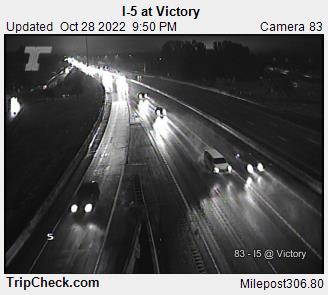 I-5 at Victory
Updated Oct 28 2022 9:50 PM Camera 83
T
S
83 - I5 @ Victory
TripCheck.com Milepost306.80